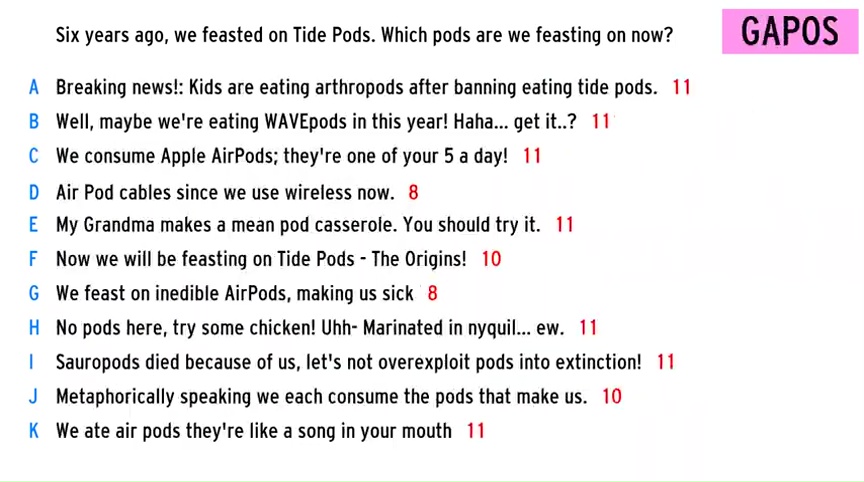 Six years ago, we feasted on Tide Pods. Which pods are we feasting on now?
GAPOS
A Breaking news!: Kids are eating arthropods after banning eating tide pods. 11
B Well, maybe we're eating WAVEpods in this year! Haha... get it..? 11
C We consume Apple AirPods; they're one of your 5 a day! 11
D Air Pod cables since we use wireless now. 8
E My Grandma makes a mean pod casserole. You should try it. 11
F Now we will be feasting on Tide Pods - The Origins! 10
G We feast on inedible AirPods, making us sick 8
H No pods here, try some chicken! Uhh- Marinated in nyquil... ew. 11
I Sauropods died because of us, let's not overexploit pods into extinction! 11
J Metaphorically speaking we each consume the pods that make us. 10
K We ate air pods they're like a song in your mouth 11